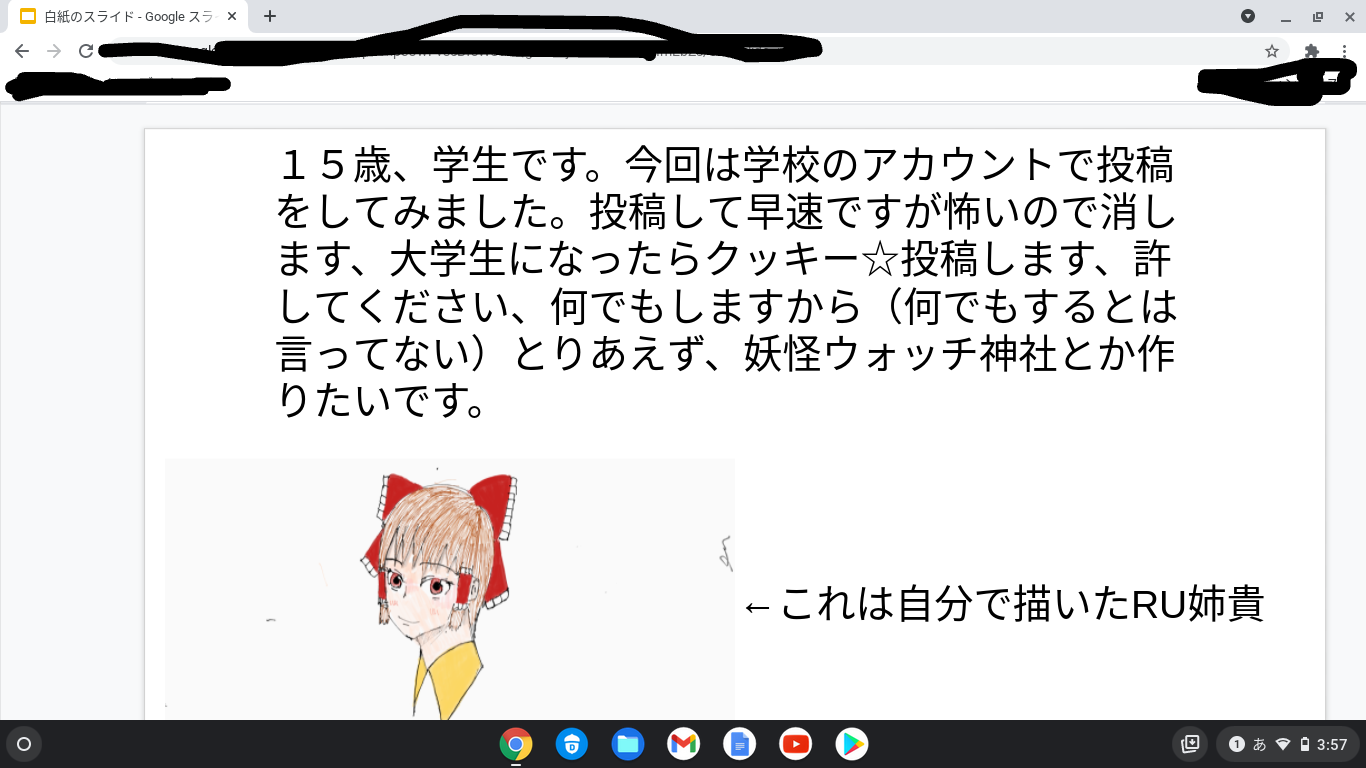 白紙のスライド - Google スラ
１５歳、学生です。今回は学校のアカウントで投稿
をしてみました。投稿して早速ですが怖いので消し
ます、大学生になったらクッキー☆投稿します、許
してください、何でもしますから（何でもするとは
言ってない）とりあえず、妖怪ウォッチ神社とか作
りたいです。
←これは自分で描いたRU姉貴
1 あ 3:57